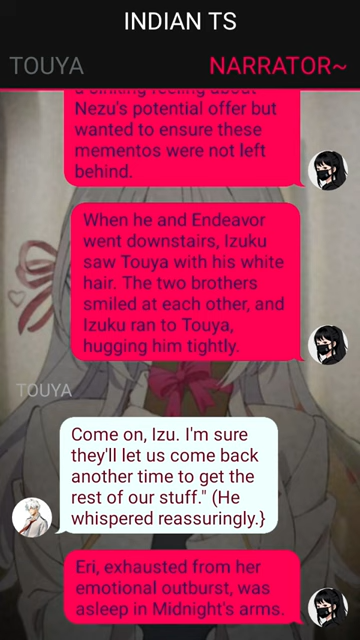 INDIAN TS
TOUYA
NARRATOR~
a sinking feeling about
Nezu's potential offer but
wanted to ensure these
mementos were not left
behind.
When he and Endeavor
went downstairs, Izuku
saw Touya with his white
hair. The two brothers
smiled at each other, and
Izuku ran to Touya,
hugging him tightly.
TOUYA
Come on, Izu. I'm sure
they'll let us come back
another time to get the
rest of our stuff." (He
whispered reassuringly.}
Eri, exhausted from her
emotional outburst, was
asleep in Midnight's arms.